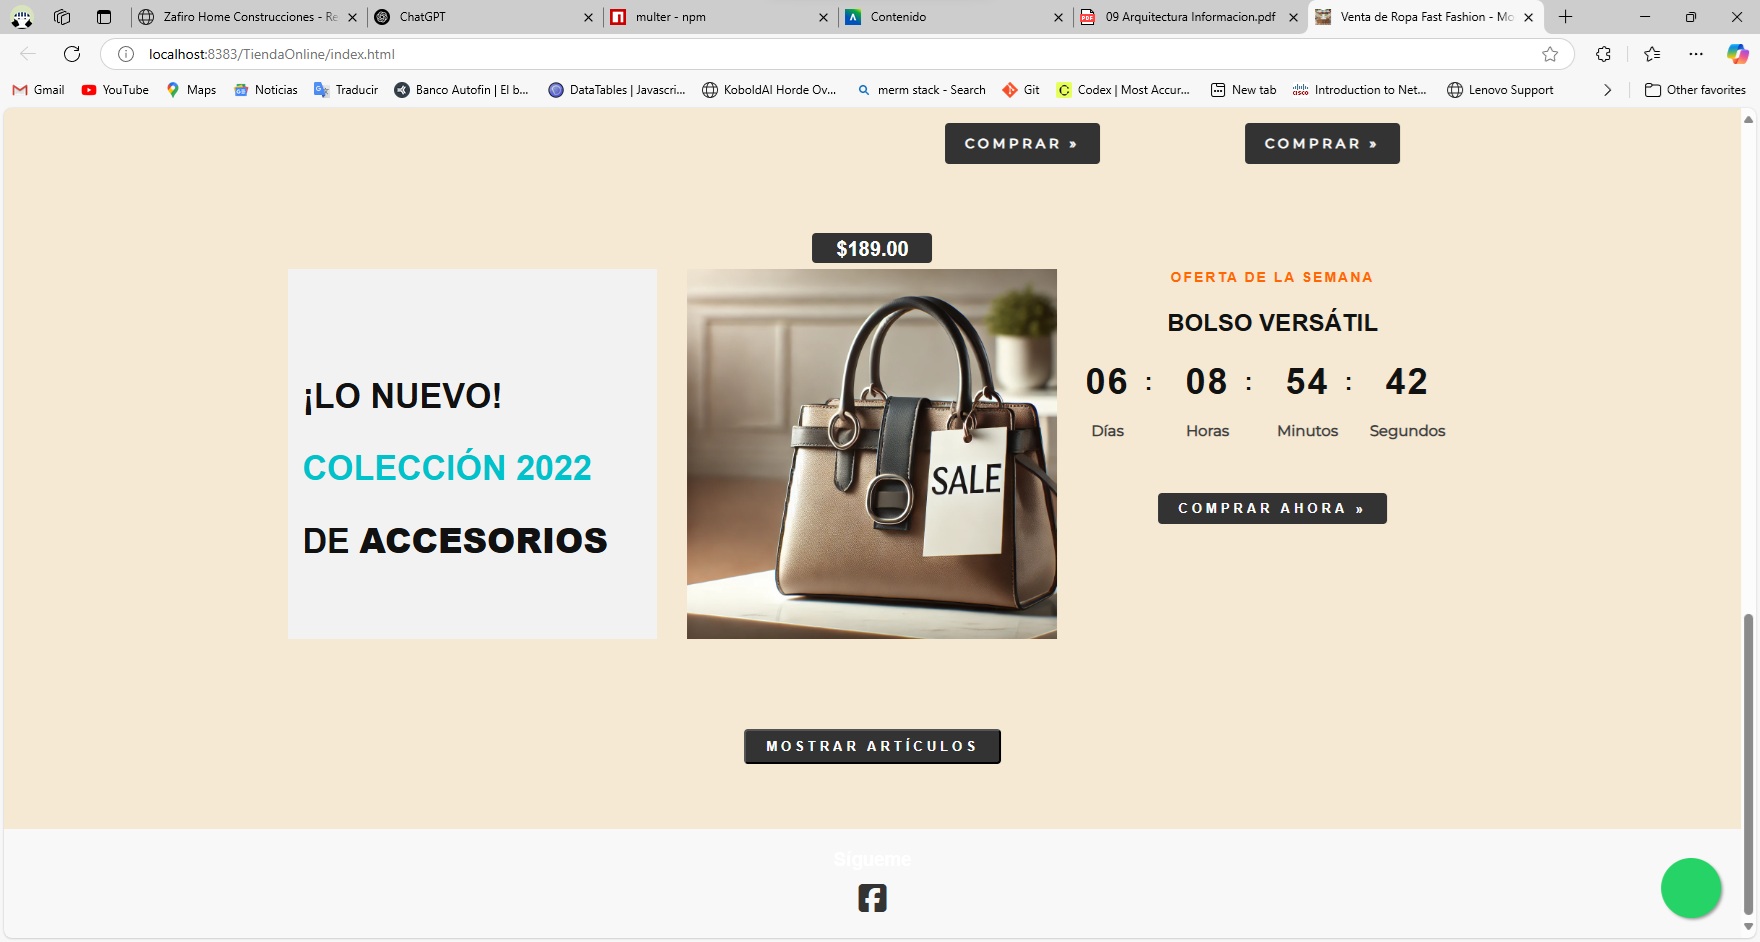 Zafiro Home Construcciones - Re
ChatGPT
multer - npm
Contenido
09 Arquitectura Informacion.pdf
Venta de Ropa Fast Fashion - Mo
localhost:8383/TiendaOnline/index.html
Gmail
YouTube
Maps
Noticias
Traducir
Banco Autofin | El b...
DataTables | Javascri...
KoboldAI Horde Ov...
merm stack - Search
Git
Codex | Most Accur...
New tab
Introduction to Net...
Lenovo Support
Other favorites
COMPRAR »
COMPRAR »
¡LO NUEVO!
COLECCIÓN 2022
DE ACCESORIOS
$189.00
SALE
OFERTA DE LA SEMANA
BOLSO VERSÁTIL
06 : 08 : 54 : 42
Días Horas Minutos Segundos
COMPRAR AHORA »
MOSTRAR ARTÍCULOS
Sígueme